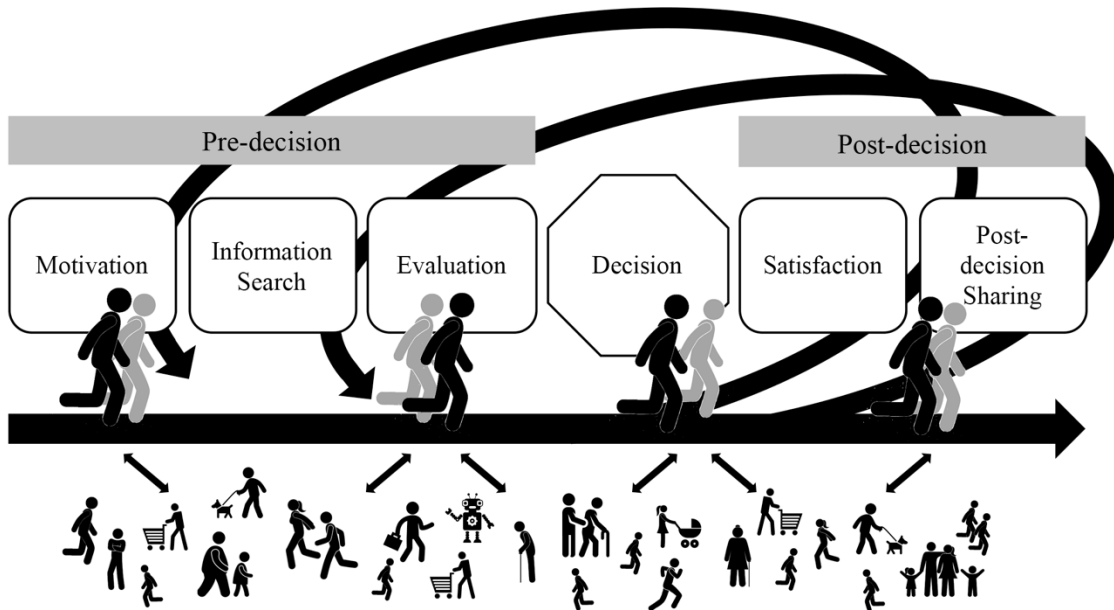 Pre-decision
Post-decision
Motivation
Information
Search
Evaluation
Decision
Satisfaction
Post-
decision
Sharing